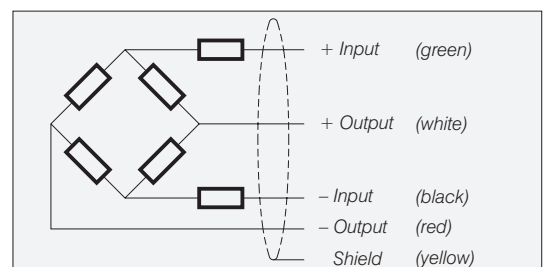 + Input (green)
+ Output (white)
– Input (black)
– Output (red)
Shield (yellow)